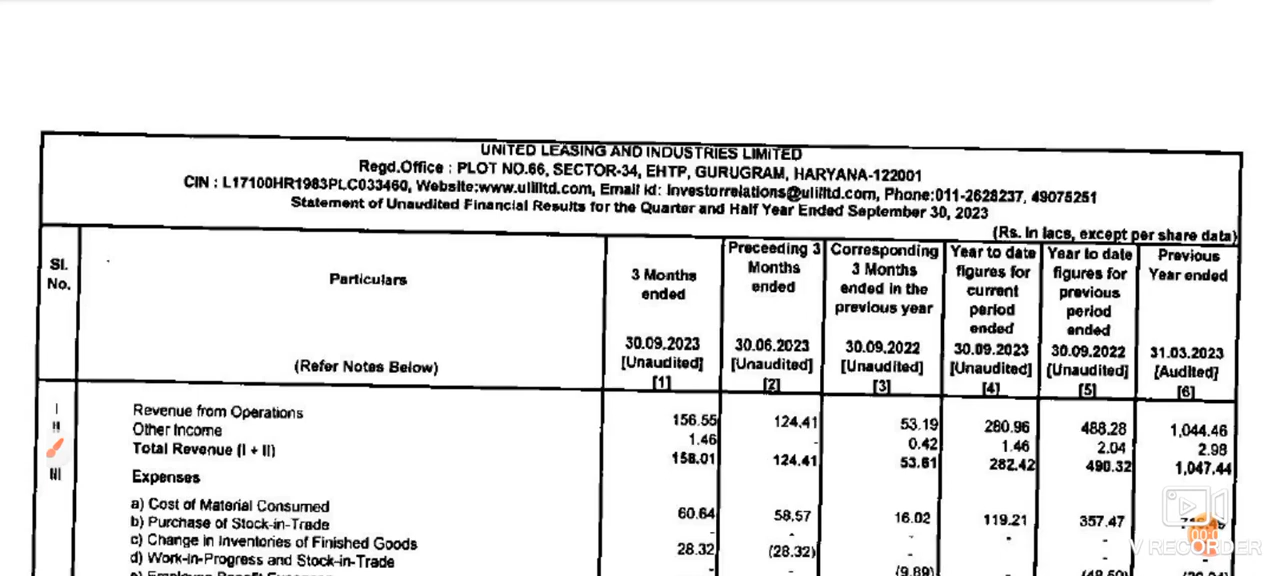 UNITED LEASING AND INDUSTRIES LIMITED
Regd.Office : PLOT NO.66, SECTOR-34, EHTP, GURUGRAM, HARYANA-122001
CIN : L17100HR1983PLC033460, Website:www.ulilltd.com, Email id: Investorrelations@ulilltd.com, Phone:011-2628237, 49075251
Statement of Unaudited Financial Results for the Quarter and Half Year Ended September 30, 2023
(Rs. In lacs, except per share data)
Sl. No. Particulars 3 Months ended Preceeding 3 Months ended Corresponding 3 Months ended in the previous year Year to date figures for current period ended Year to date figures for previous period ended Previous Year ended
30.09.2023 30.06.2023 30.09.2022 30.09.2023 30.09.2022 31.03.2023
(Refer Notes Below) [Unaudited] [Unaudited] [Unaudited] [Unaudited] [Unaudited] [Audited]
[1] [2] [3] [4] [5] [6]
I Revenue from Operations 156.55 124.41 53.19 280.96 488.28 1,044.46
II Other Income 1.46 - 0.42 1.46 2.04 2.98
Total Revenue (I + II) 158.01 124.41 53.61 282.42 490.32 1,047.44
III Expenses
a) Cost of Material Consumed 60.64 58.57 16.02 119.21 357.47
b) Purchase of Stock-in-Trade - - - - - -
c) Change in Inventories of Finished Goods 28.32 (28.32) - - - -
d) Work-in-Progress and Stock-in-Trade - (9.89) - (48.50)
V RECORDER